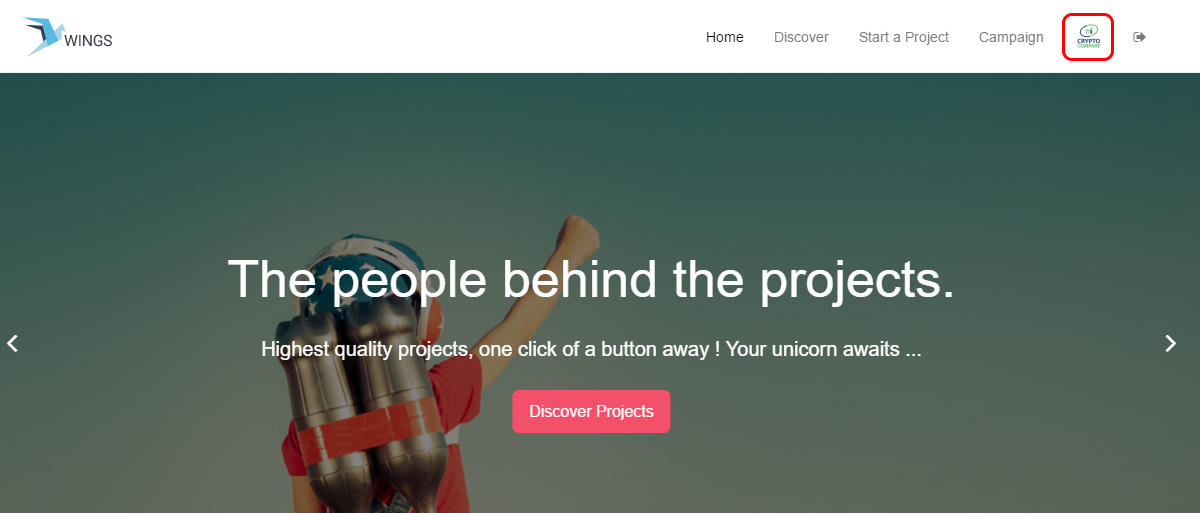 WINGS
Home Discover Start a Project Campaign
CRYPTO
COMPARE
The people behind the projects.
Highest quality projects, one click of a button away ! Your unicorn awaits ...
Discover Projects